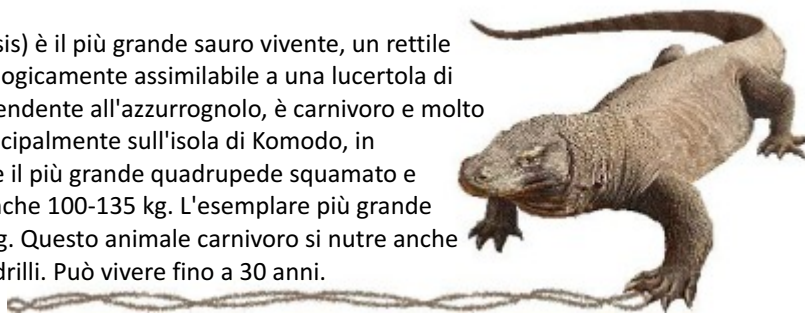 sis) è il più grande sauro vivente, un rettile
ogicamente assimilabile a una lucertola di
endente all'azzurrognolo, è carnivoro e molto
cipalmente sull'isola di Komodo, in
e il più grande quadrupede squamato e
nche 100-135 kg. L'esemplare più grande
g. Questo animale carnivoro si nutre anche
drilli. Può vivere fino a 30 anni.